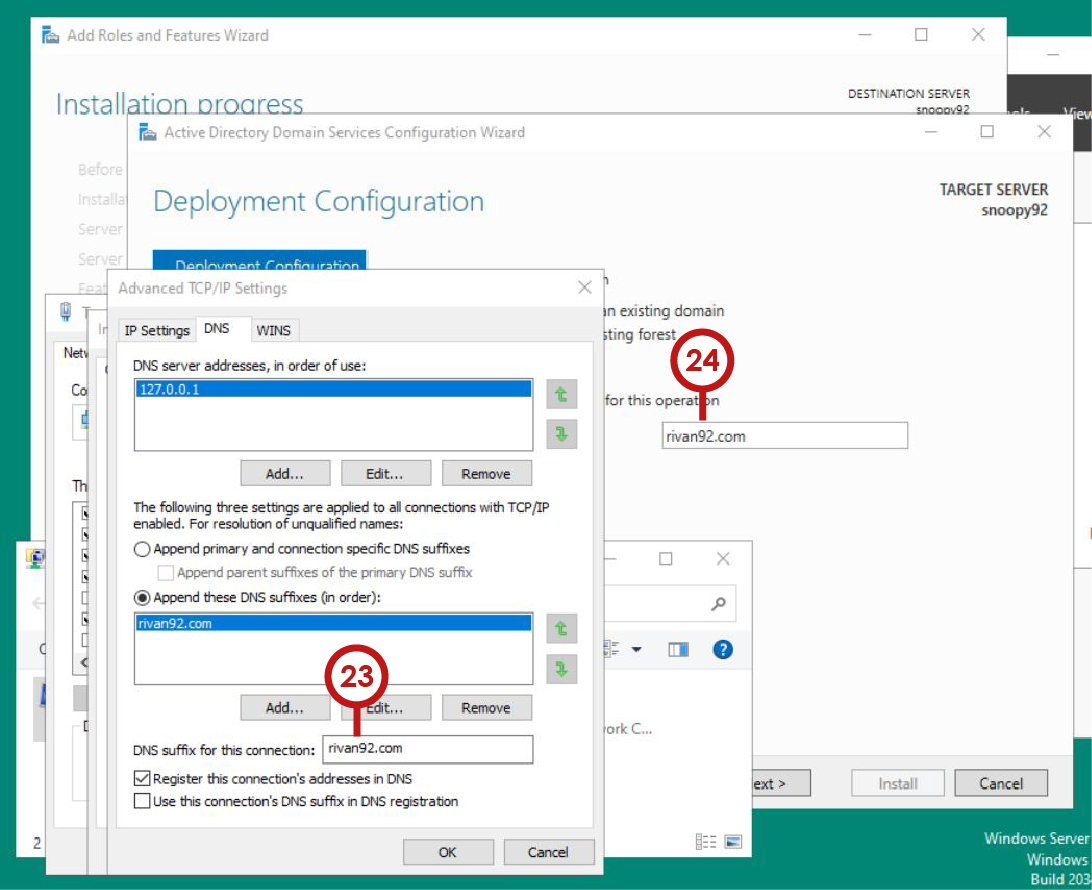 Add Roles and Features Wizard
Installation progress
DESTINATION SERVER
snoopy92
View
Active Directory Domain Services Configuration Wizard
Before
Server
Server
Deployment Configuration
TARGET SERVER
snoopy92
Deployment Configuration
an existing domain
24
for this operation
rivan92.com
Advanced TCP/IP Settings
IP Settings
DNS
WINS
DNS server addresses, in order of use:
127.0.0.1
Add...
Edit...
Remove
The following three settings are applied to all connections with TCP/IP
enabled. For resolution of unqualified names:
Append primary and connection specific DNS suffixes
Append parent suffixes of the primary DNS suffix
Append these DNS suffixes (in order):
rivan92.com
23
Add...
Edit...
Remove
DNS suffix for this connection:
rivan92.com
Register this connection's addresses in DNS
Use this connection's DNS suffix in DNS registration
OK
Cancel
ext >
Install
Cancel
ork C...
2
Windows Server
Windows
Build 203